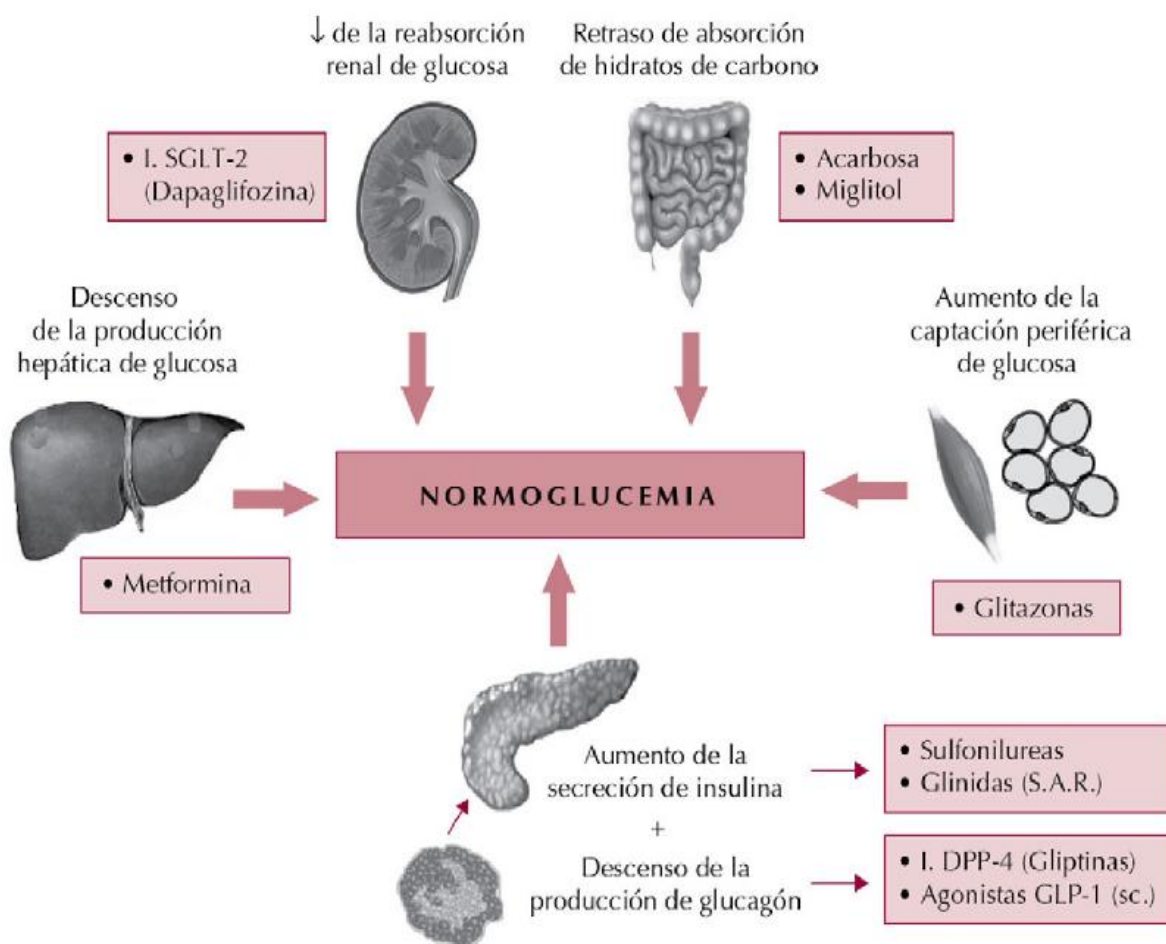 ↓ de la reabsorción
renal de glucosa
Retraso de absorción
de hidratos de carbono
• I. SGLT-2
(Dapaglifozina)
• Acarbosa
• Miglitol
Descenso
de la producción
hepática de glucosa
Aumento de la
captación periférica
de glucosa
NORMOGLUCEMIA
• Metformina
• Glitazonas
Aumento de la
secreción de insulina
• Sulfonilureas
• Glinidas (S.A.R.)
+
Descenso de la
producción de glucagón
• I. DPP-4 (Gliptinas)
• Agonistas GLP-1 (sc.)